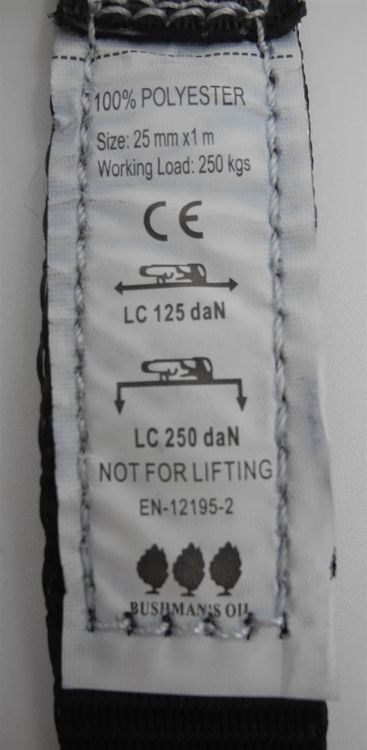 100% POLYESTER
Size: 25 mm x1 m
Working Load: 250 kgs
CE
LC 125 daN
LC 250 daN
NOT FOR LIFTING
EN-12195-2
BUSHMAN'S OIL